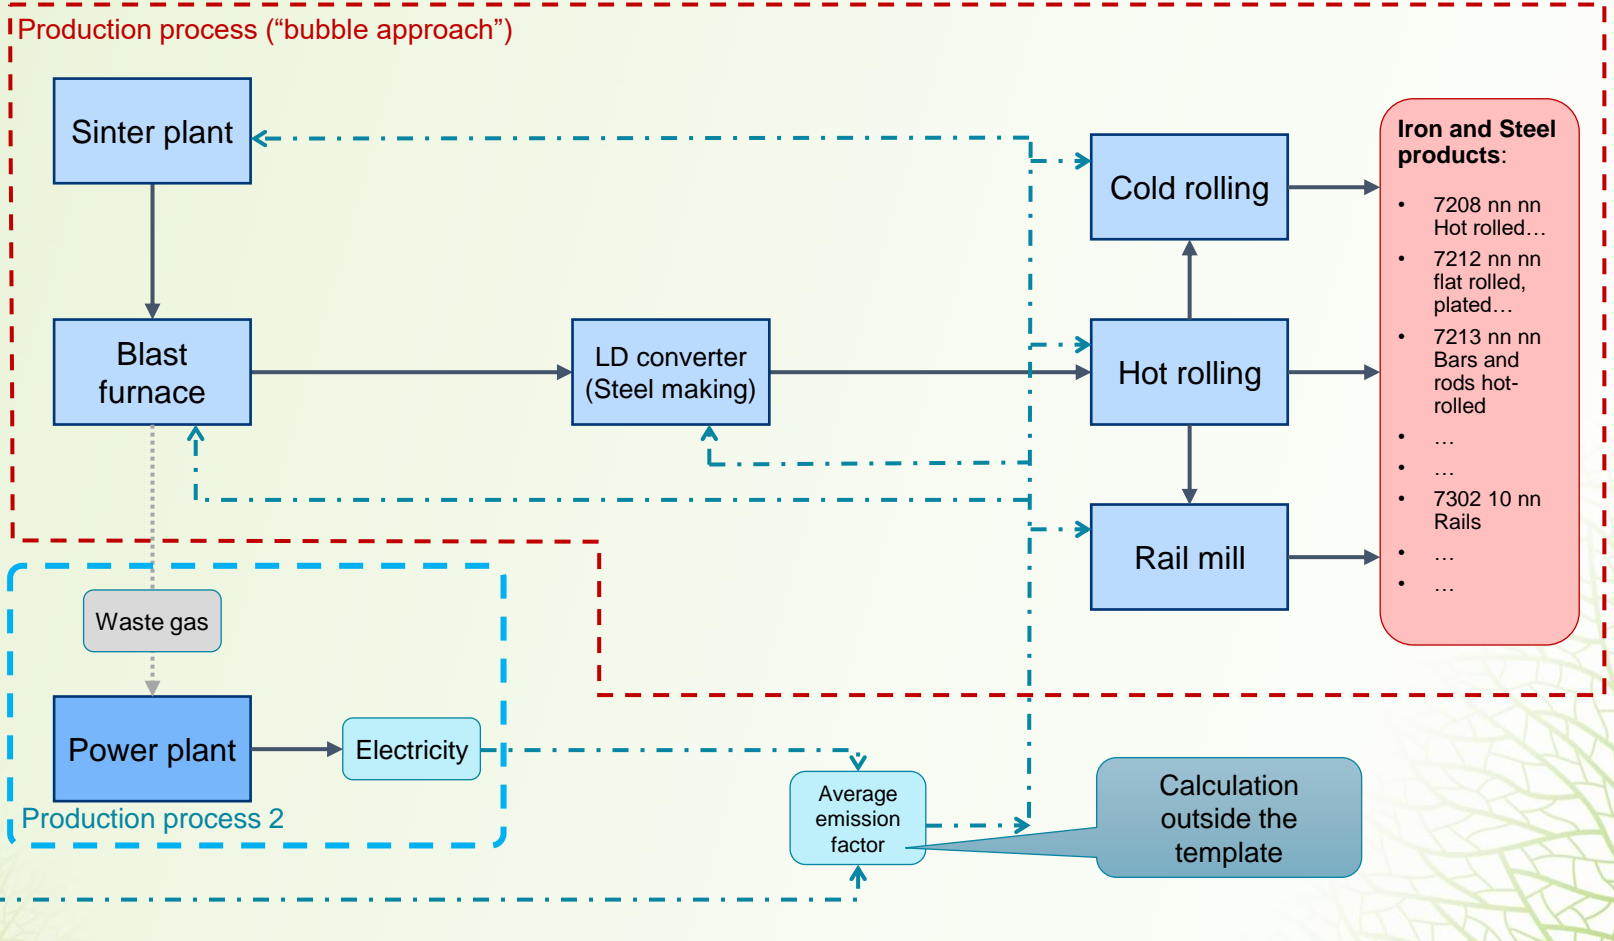 Production process (“bubble approach”)
Sinter plant
Cold rolling
Iron and Steel
products:
• 7208 nn nn
Hot rolled…
• 7212 nn nn
flat rolled,
plated…
• 7213 nn nn
Bars and
rods hot-
rolled
• …
• …
• 7302 10 nn
Rails
• …
• …
Blast
furnace
LD converter
(Steel making)
Hot rolling
Rail mill
Waste gas
Power plant
Electricity
Production process 2
Average
emission
factor
Calculation
outside the
template